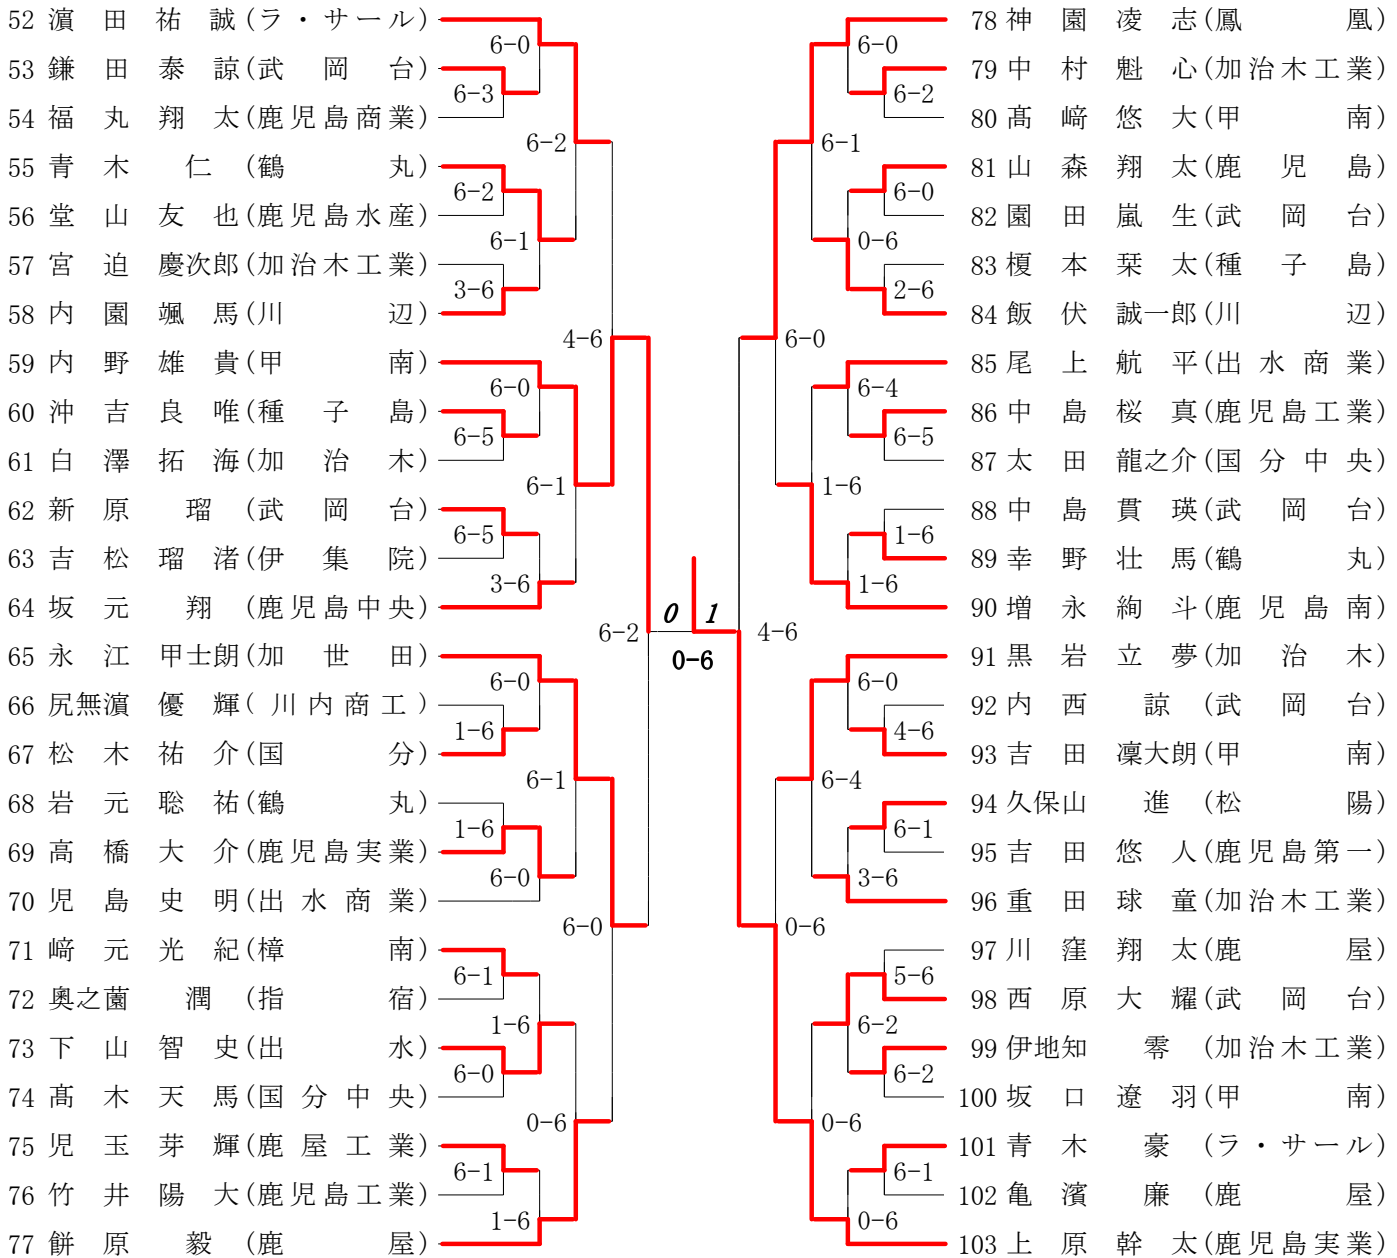 52 濵田祐誠(ラ・サール)
53 鎌田泰諒(武岡台)
54 福丸翔太(鹿児島商業)
55 青木仁(鶴丸)
56 堂山友也(鹿児島水産)
57 宮迫慶次郎(加治木工業)
58 内園颯馬(川辺)
59 内野雄貴(甲南)
60 沖吉良唯(種子島)
61 白澤拓海(加治木)
62 新原瑠(武岡台)
63 吉松瑠渚(伊集院)
64 坂元翔(鹿児島中央)
65 永江甲士朗(加世田)
66 尻無濵優輝(川内商工)
67 松木祐介(国分)
68 岩元聡祐(鶴丸)
69 高橋大介(鹿児島実業)
70 児島史明(出水商業)
71 﨑元光紀(樟南)
72 奥之薗潤(指宿)
73 下山智史(出水)
74 髙木天馬(国分中央)
75 児玉芽輝(鹿屋工業)
76 竹井陽大(鹿児島工業)
77 餅原毅(鹿屋)
6-0
6-3
6-2
6-2
6-1
3-6
4-6
6-0
6-5
6-1
6-5
3-6
6-2
6-0
1-6
6-1
1-6
6-0
6-0
6-1
1-6
6-0
0-6
6-1
1-6
0 1
0-6
6-0
6-2
6-1
6-0
0-6
2-6
6-0
6-4
6-5
1-6
1-6
1-6
4-6
6-0
4-6
6-4
6-1
3-6
0-6
5-6
6-2
6-2
0-6
6-1
0-6
78 神園凌志(鳳凰)
79 中村魁心(加治木工業)
80 髙﨑悠大(甲南)
81 山森翔太(鹿児島)
82 園田嵐生(武岡台)
83 榎本栞太(種子島)
84 飯伏誠一郎(川辺)
85 尾上航平(出水商業)
86 中島桜真(鹿児島工業)
87 太田龍之介(国分中央)
88 中島貫瑛(武岡台)
89 幸野壮馬(鶴丸)
90 増永絢斗(鹿児島南)
91 黒岩立夢(加治木)
92 内西諒(武岡台)
93 吉田凜大朗(甲南)
94 久保山進(松陽)
95 吉田悠人(鹿児島第一)
96 重田球童(加治木工業)
97 川窪翔太(鹿屋)
98 西原大耀(武岡台)
99 伊地知零(加治木工業)
100 坂口遼羽(甲南)
101 青木豪(ラ・サール)
102 亀濱廉(鹿屋)
103 上原幹太(鹿児島実業)